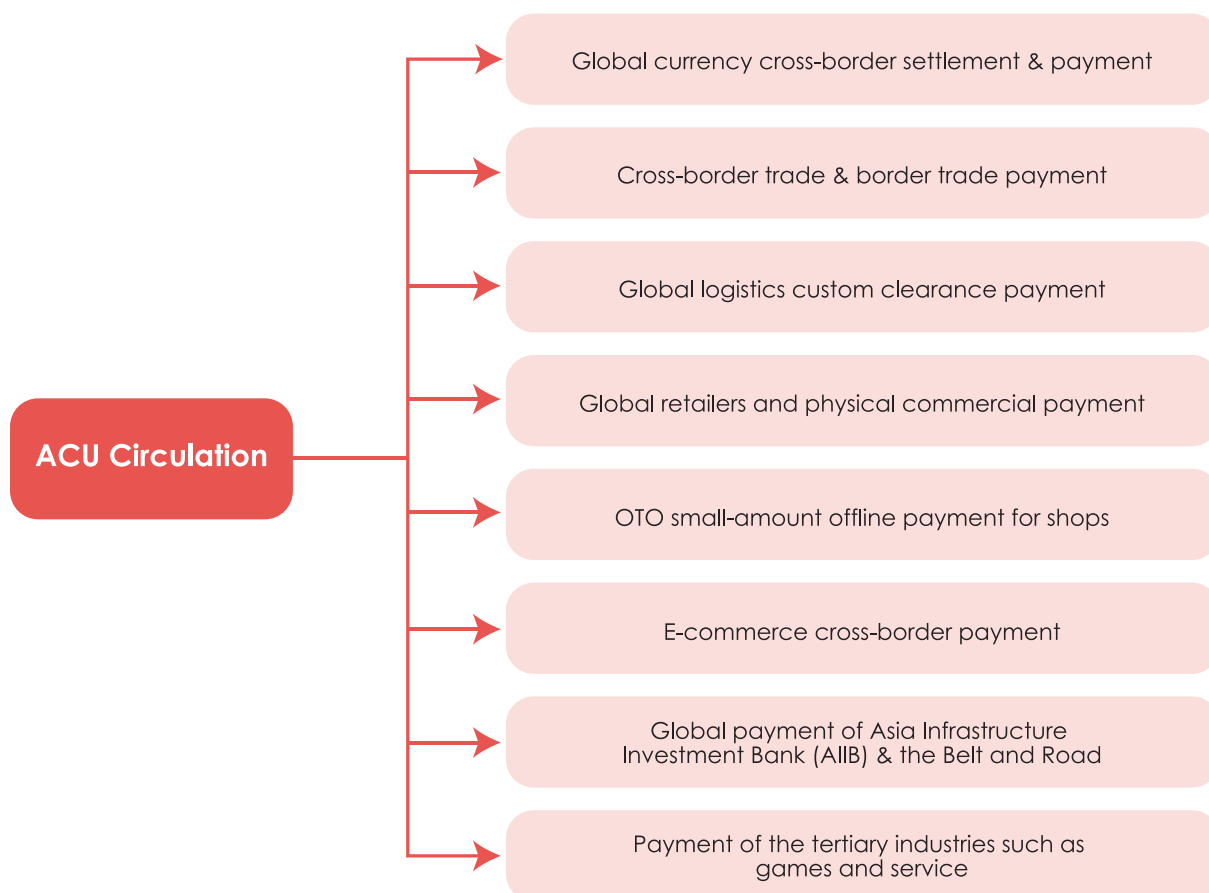 Global currency cross-border settlement & payment
Cross-border trade & border trade payment
Global logistics custom clearance payment
Global retailers and physical commercial payment
ACU Circulation
OTO small-amount offline payment for shops
E-commerce cross-border payment
Global payment of Asia Infrastructure
Investment Bank (AIIB) & the Belt and Road
Payment of the tertiary industries such as
games and service